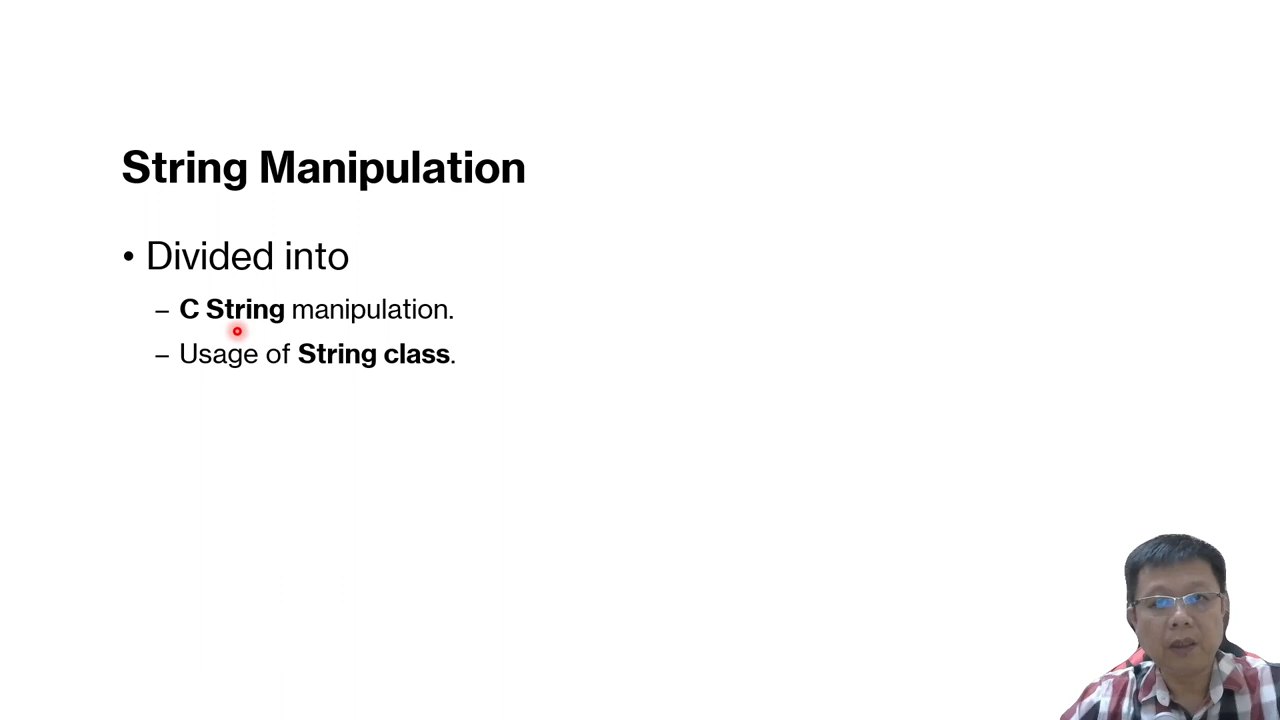 String Manipulation
• Divided into
– C String manipulation.
– Usage of String class.